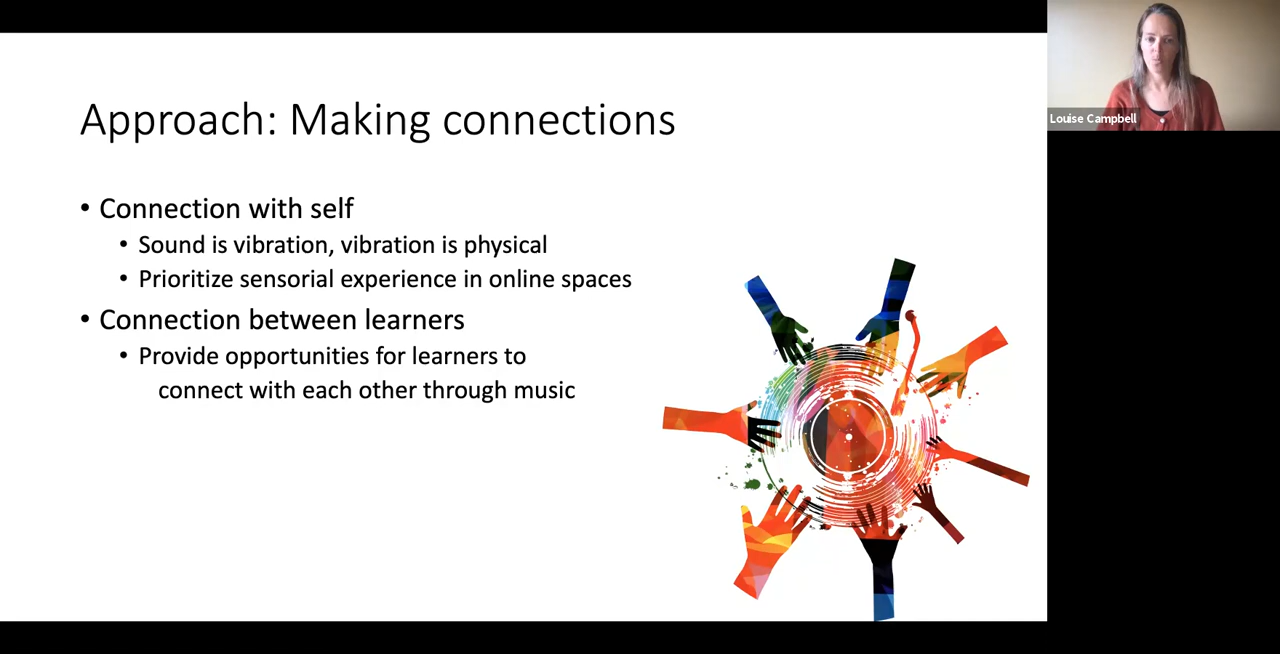 Approach: Making connections
• Connection with self
• Sound is vibration, vibration is physical
• Prioritize sensorial experience in online spaces
• Connection between learners
• Provide opportunities for learners to
connect with each other through music
Louise Campbell